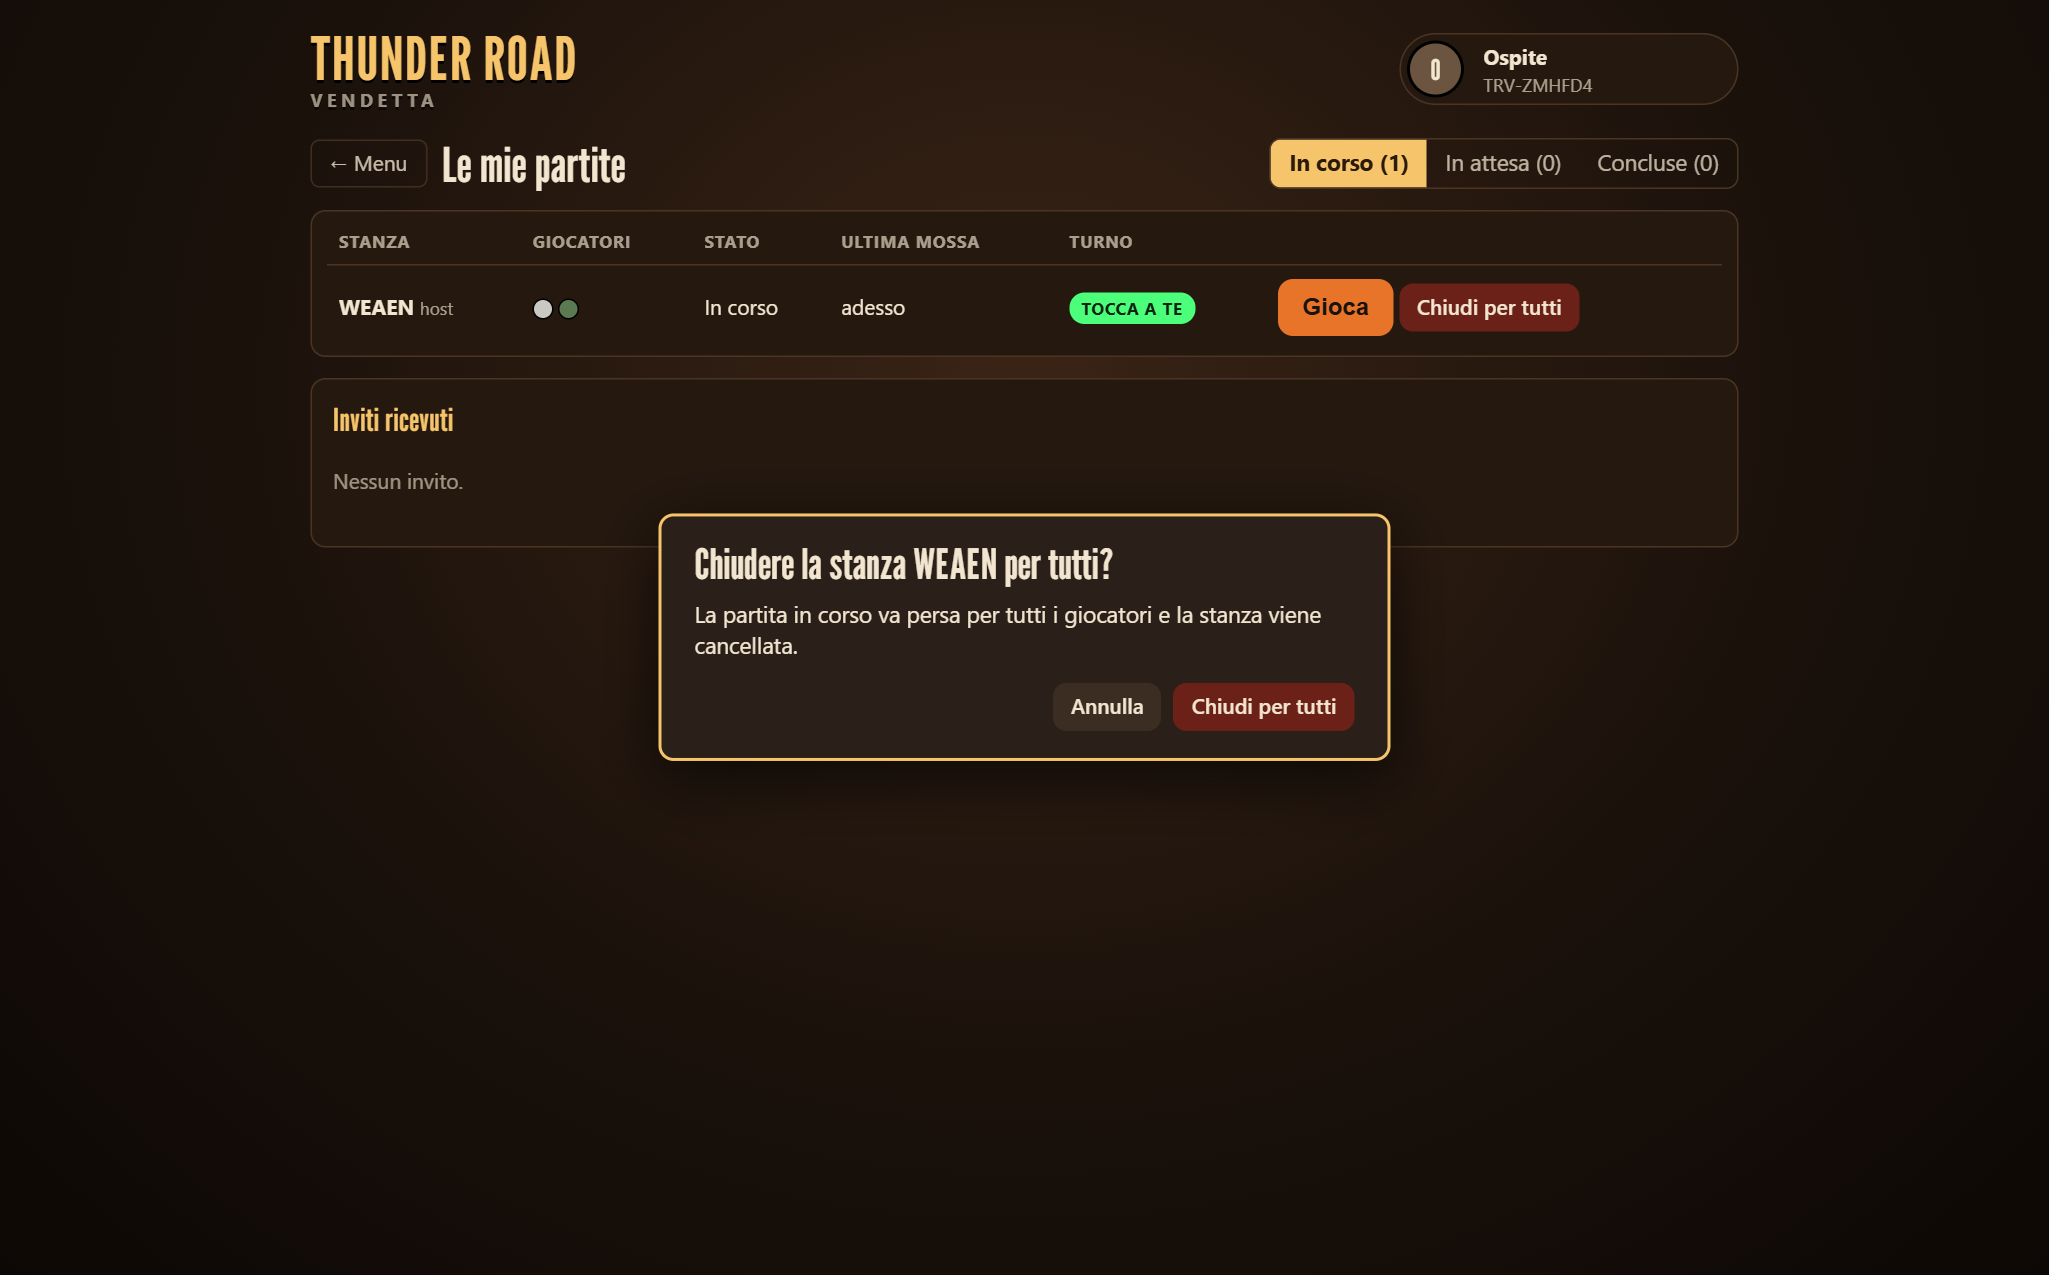 THUNDER ROAD
VENDETTA
O
Ospite
TRV-ZMHFD4
← Menu
Le mie partite
In corso (1)
In attesa (0)
Concluse (0)
STANZA GIOCATORI STATO ULTIMA MOSSA TURNO
WEAEN host In corso adesso TOCCA A TE Gioca Chiudi per tutti
Inviti ricevuti
Nessun invito.
Chiudere la stanza WEAEN per tutti?
La partita in corso va persa per tutti i giocatori e la stanza viene
cancellata.
Annulla Chiudi per tutti